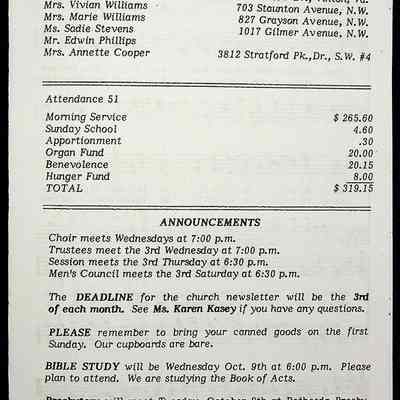 Mrs. Vivian Williams 703 Staunton Avenue, N.W.
Mrs. Marie Williams 827 Grayson Avenue, N.W.
Ms. Sadie Stevens 1017 Gilmer Avenue, N.W.
Mr. Edwin Phillips
Mrs. Annette Cooper 3812 Stratford Pk.,Dr., S.W. #4
Attendance 51
Morning Service $ 265.60
Sunday School 4.60
Apportionment .30
Organ Fund 20.00
Benevolence 20.15
Hunger Fund 8.00
TOTAL $ 319.15
ANNOUNCEMENTS
Choir meets Wednesdays at 7:00 p.m.
Trustees meet the 3rd Wednesday at 7:00 p.m.
Session meets the 3rd Thursday at 6:30 p.m.
Men's Council meets the 3rd Saturday at 6:30 p.m.
The DEADLINE for the church newsletter will be the 3rd
of each month. See Ms. Karen Kasey if you have any questions.
PLEASE remember to bring your canned goods on the first
Sunday. Our cupboards are bare.
BIBLE STUDY will be Wednesday Oct. 9th at 6:00 p.m. Please
plan to attend. We are studying the Book of Acts.